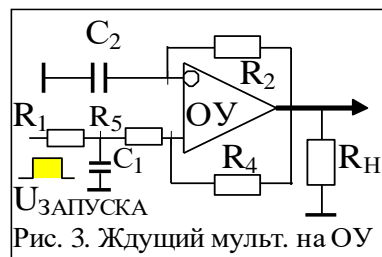 C2
R2
R1 R5 ОУ
C1 R4 RН
UЗАПУСКА
Рис. 3. Ждущий мульт. на ОУ